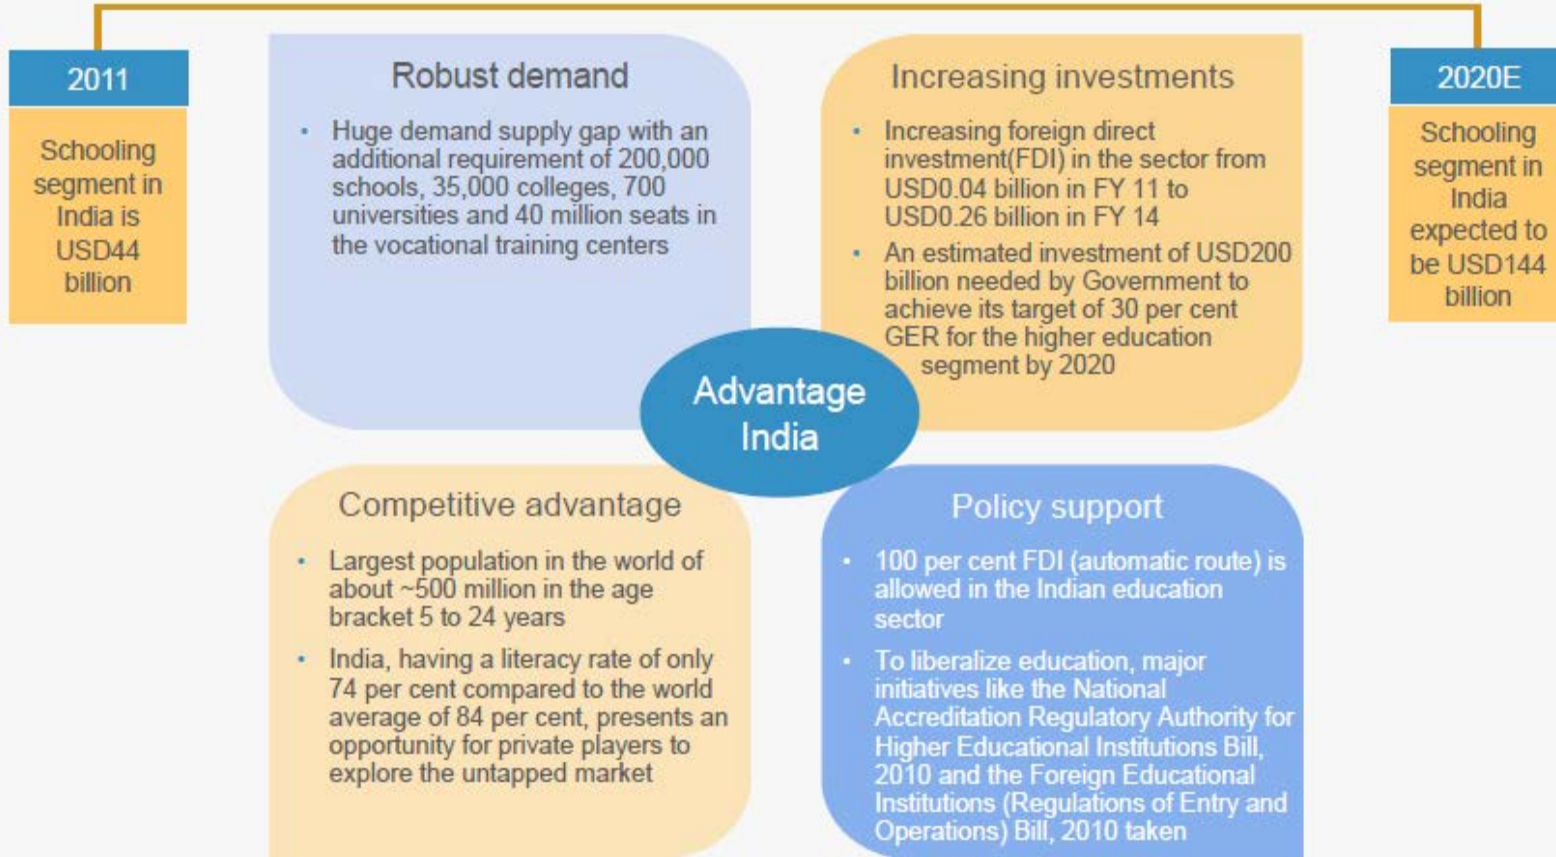 2011
Schooling
segment in
India is
USD44
billion
Robust demand
• Huge demand supply gap with an
additional requirement of 200,000
schools, 35,000 colleges, 700
universities and 40 million seats in
the vocational training centers
Increasing investments
• Increasing foreign direct
investment(FDI) in the sector from
USD0.04 billion in FY 11 to
USD0.26 billion in FY 14
• An estimated investment of USD200
billion needed by Government to
achieve its target of 30 per cent
GER for the higher education
segment by 2020
2020E
Schooling
segment in
India
expected to
be USD144
billion
Advantage
India
Competitive advantage
• Largest population in the world of
about ~500 million in the age
bracket 5 to 24 years
• India, having a literacy rate of only
74 per cent compared to the world
average of 84 per cent, presents an
opportunity for private players to
explore the untapped market
Policy support
• 100 per cent FDI (automatic route) is
allowed in the Indian education
sector
• To liberalize education, major
initiatives like the National
Accreditation Regulatory Authority for
Higher Educational Institutions Bill,
2010 and the Foreign Educational
Institutions (Regulations of Entry and
Operations) Bill, 2010 taken